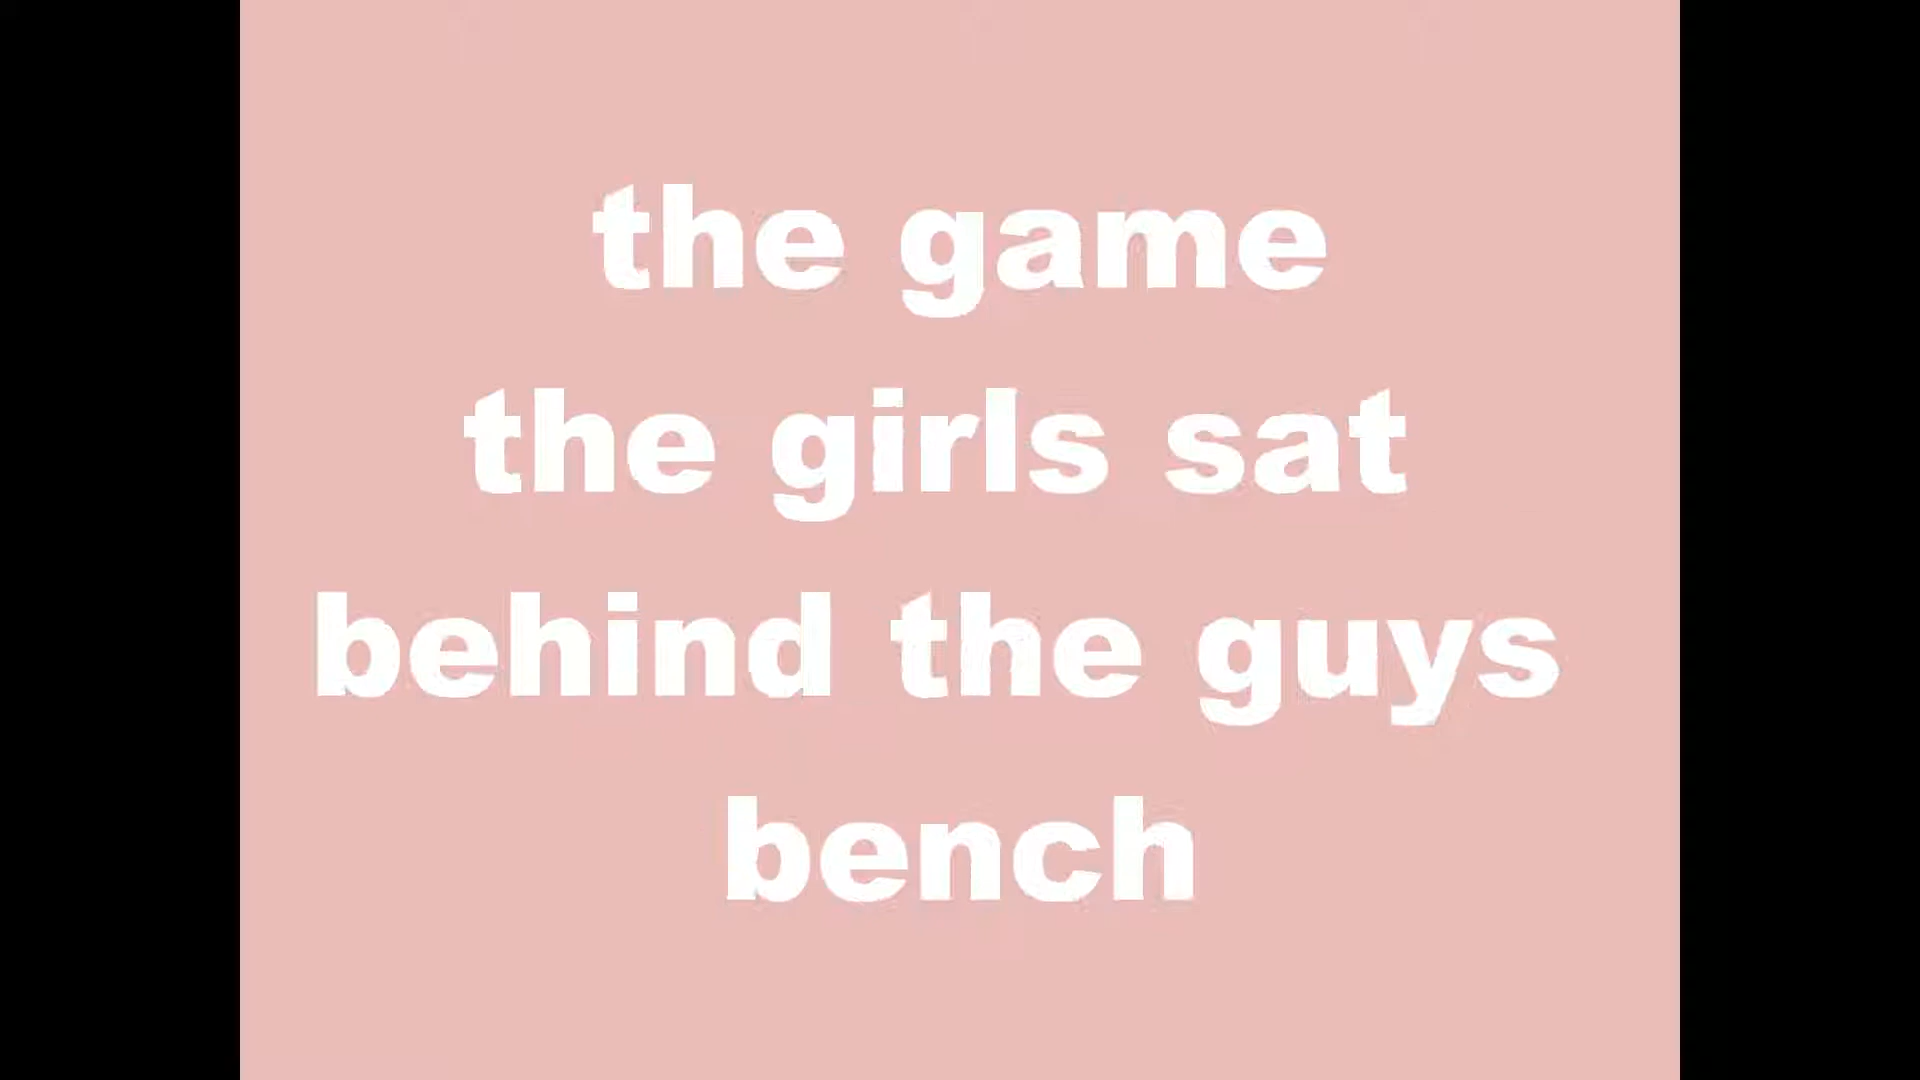 the game
the girls sat
behind the guys
bench